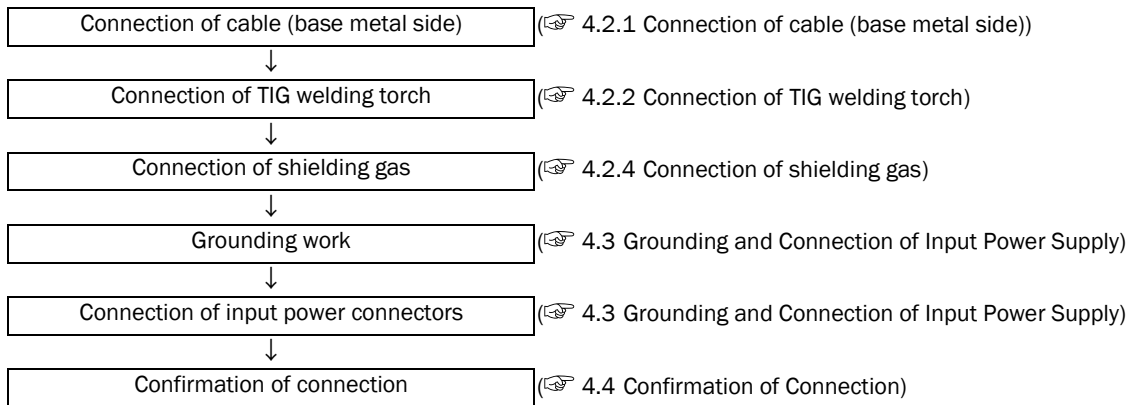 Connection of cable (base metal side) (☞ 4.2.1 Connection of cable (base metal side))
↓
Connection of TIG welding torch (☞ 4.2.2 Connection of TIG welding torch)
↓
Connection of shielding gas (☞ 4.2.4 Connection of shielding gas)
↓
Grounding work (☞ 4.3 Grounding and Connection of Input Power Supply)
↓
Connection of input power connectors (☞ 4.3 Grounding and Connection of Input Power Supply)
↓
Confirmation of connection (☞ 4.4 Confirmation of Connection)